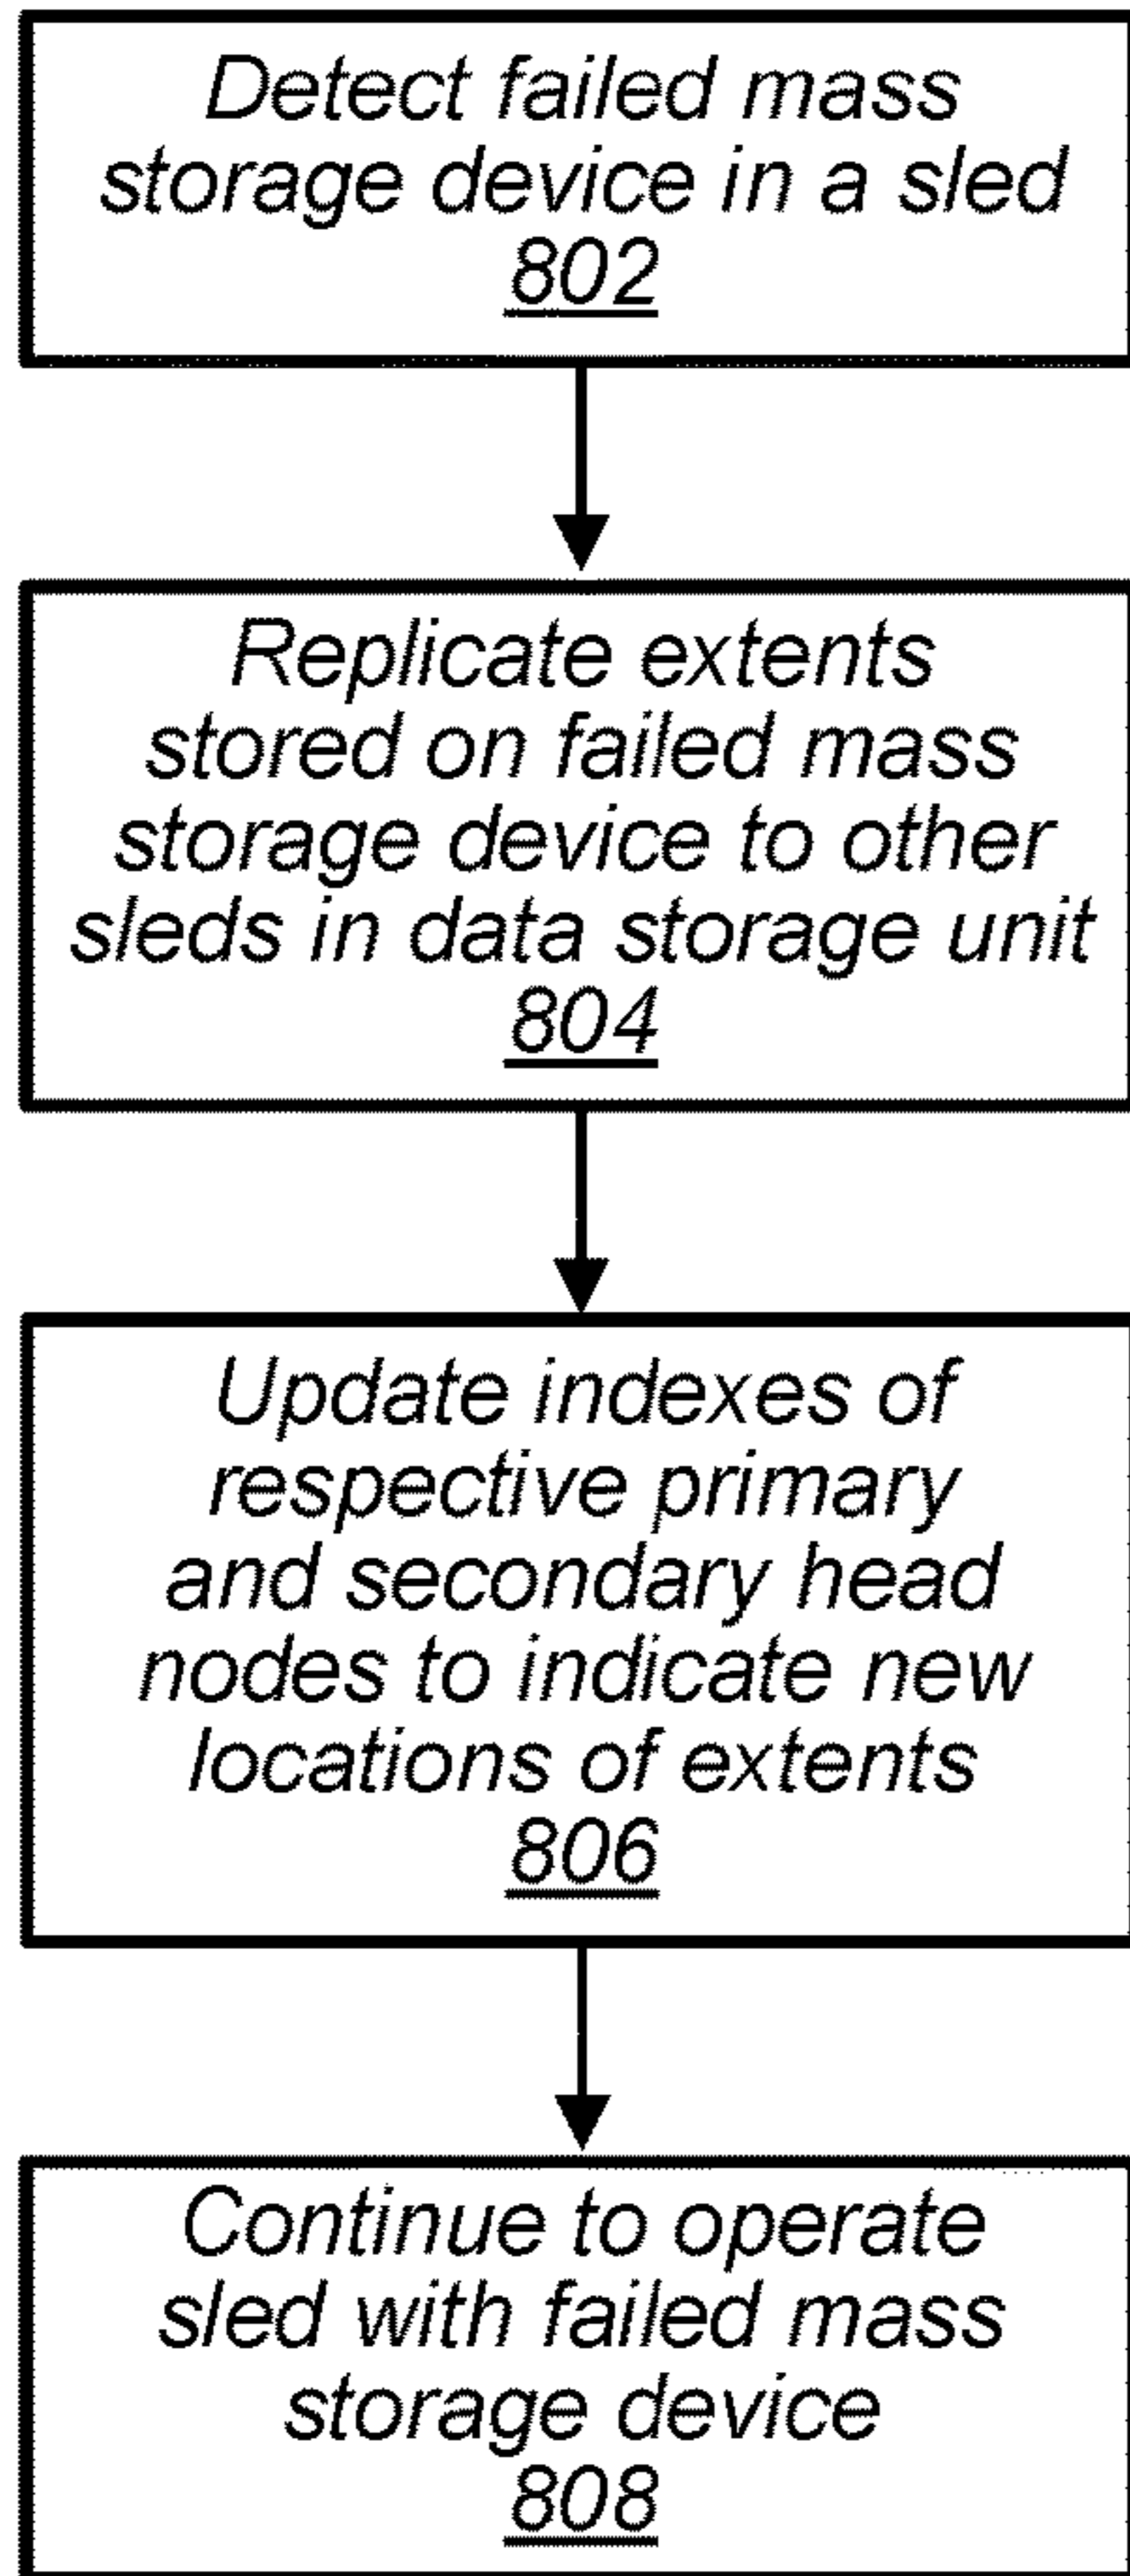 Detect failed mass
storage device in a sled
802
Replicate extents
stored on failed mass
storage device to other
sleds in data storage unit
804
Update indexes of
respective primary
and secondary head
nodes to indicate new
locations of extents
806
Continue to operate
sled with failed mass
storage device
808